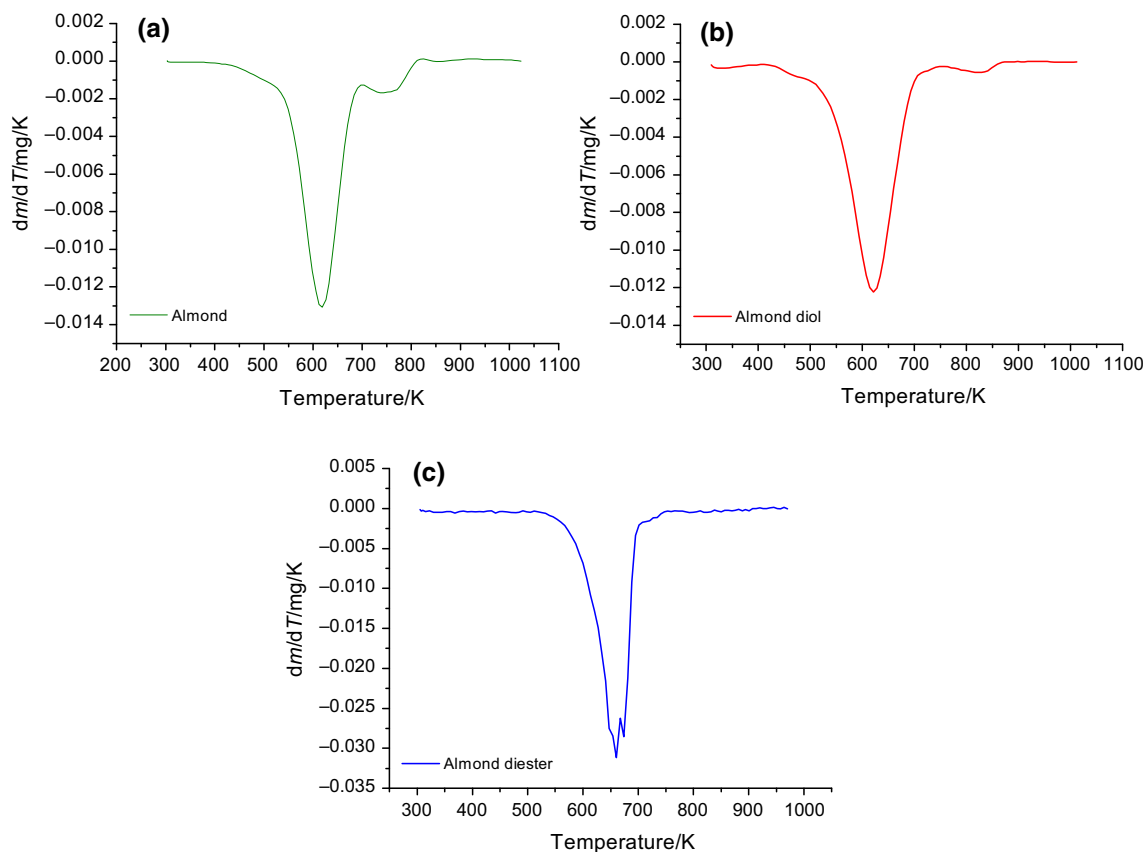 (a)
0.002
0.000
–0.002
–0.004
–0.006
–0.008
–0.010
–0.012
–0.014
dm/dT/mg/K
Almond
200 300 400 500 600 700 800 900 1000 1100
Temperature/K
(b)
0.002
0.000
–0.002
–0.004
–0.006
–0.008
–0.010
–0.012
–0.014
dm/dT/mg/K
Almond diol
300 400 500 600 700 800 900 1000 1100
Temperature/K
(c)
0.005
0.000
–0.005
–0.010
–0.015
–0.020
–0.025
–0.030
–0.035
dm/dT/mg/K
Almond diester
300 400 500 600 700 800 900 1000
Temperature/K